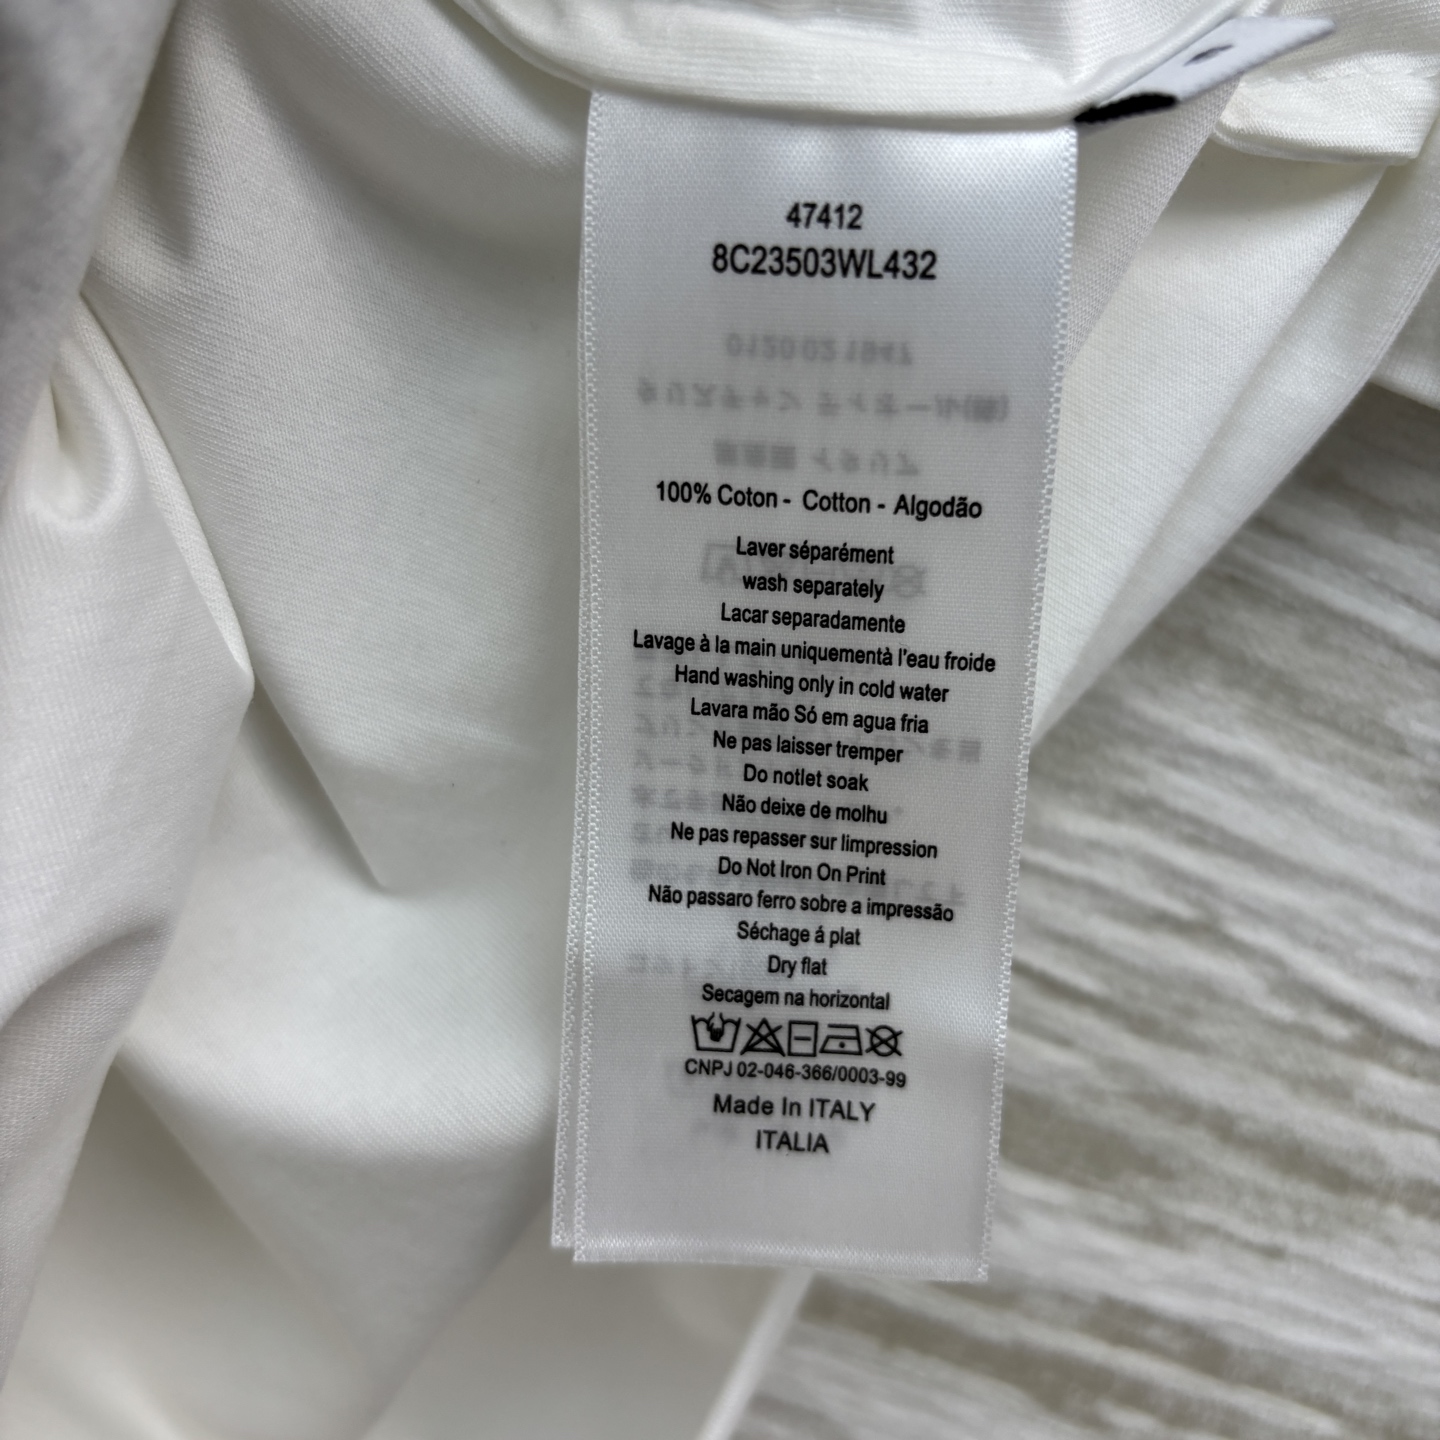 47412
8C23503WL432
100% Coton - Cotton - Algodão
Laver séparément
wash separately
Lacar separadamente
Lavage à la main uniquementà l'eau froide
Hand washing only in cold water
Lavara mão Só em agua fria
Ne pas laisser tremper
Do notlet soak
Não deixe de molhu
Ne pas repasser sur limpression
Do Not Iron On Print
Não passaro ferro sobre a impressão
Séchage á plat
Dry flat
Secagem na horizontal
CNPJ 02-046-366/0003-99
Made In ITALY
ITALIA